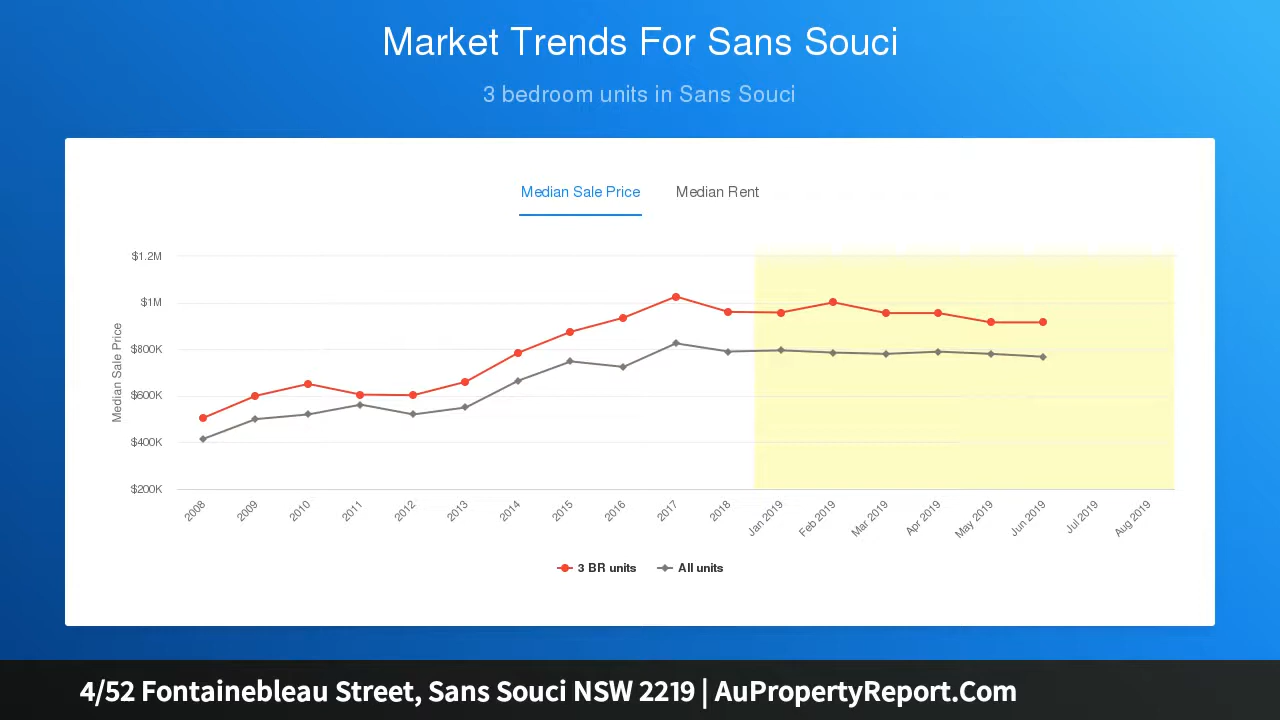 Market Trends For Sans Souci
3 bedroom units in Sans Souci
Median Sale Price Median Rent
$1.2M
$1M
$800K
$600K
$400K
$200K
Median Sale Price
2008 2009 2010 2011 2012 2013 2014 2015 2016 2017 2018 Jan 2019 Feb 2019 Mar 2019 Apr 2019 May 2019 Jun 2019 Jul 2019 Aug 2019
3 BR units All units
4/52 Fontainebleau Street, Sans Souci NSW 2219 | AuPropertyReport.Com